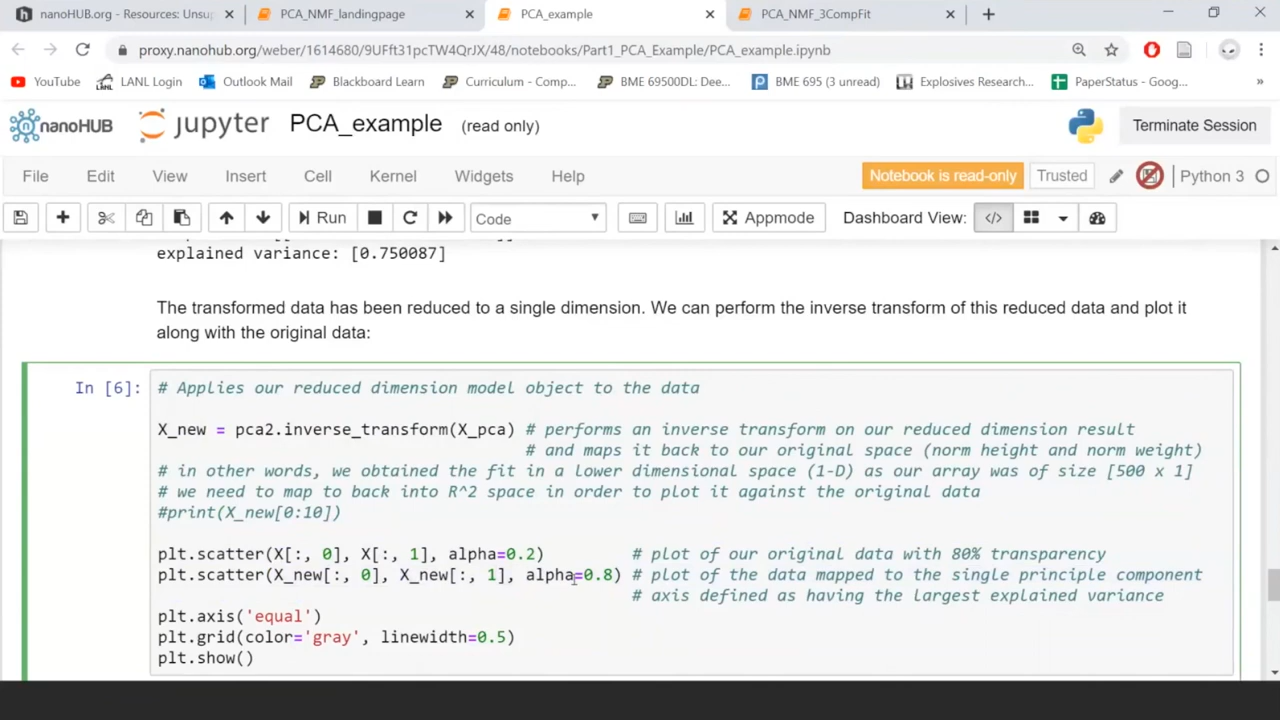 nanoHUB.org - Resources: Unsup
PCA_NMF_landingpage
PCA_example
PCA_NMF_3CompFit
proxy.nanohub.org/weber/1614680/9UFft31pcTW4QrJX/48/notebooks/Part1_PCA_Example/PCA_example.ipynb
YouTube
LANL Login
Outlook Mail
Blackboard Learn
Curriculum - Comp...
BME 69500DL: Dee...
BME 695 (3 unread)
Explosives Research...
PaperStatus - Goog...
»
nanoHUB
jupyter
PCA_example
(read only)
Terminate Session
File
Edit
View
Insert
Cell
Kernel
Widgets
Help
Notebook is read-only
Trusted
Python 3
Run
Code
Appmode
Dashboard View:
explained variance: [0.750087]
The transformed data has been reduced to a single dimension. We can perform the inverse transform of this reduced data and plot it
along with the original data:
In [6]:
# Applies our reduced dimension model object to the data
X_new = pca2.inverse_transform(X_pca) # performs an inverse transform on our reduced dimension result
# and maps it back to our original space (norm height and norm weight)
# in other words, we obtained the fit in a lower dimensional space (1-D) as our array was of size [500 x 1]
# we need to map to back into R^2 space in order to plot it against the original data
#print(X_new[0:10])
plt.scatter(X[:, 0], X[:, 1], alpha=0.2) # plot of our original data with 80% transparency
plt.scatter(X_new[:, 0], X_new[:, 1], alpha=0.8) # plot of the data mapped to the single principle component
# axis defined as having the largest explained variance
plt.axis('equal')
plt.grid(color='gray', linewidth=0.5)
plt.show()